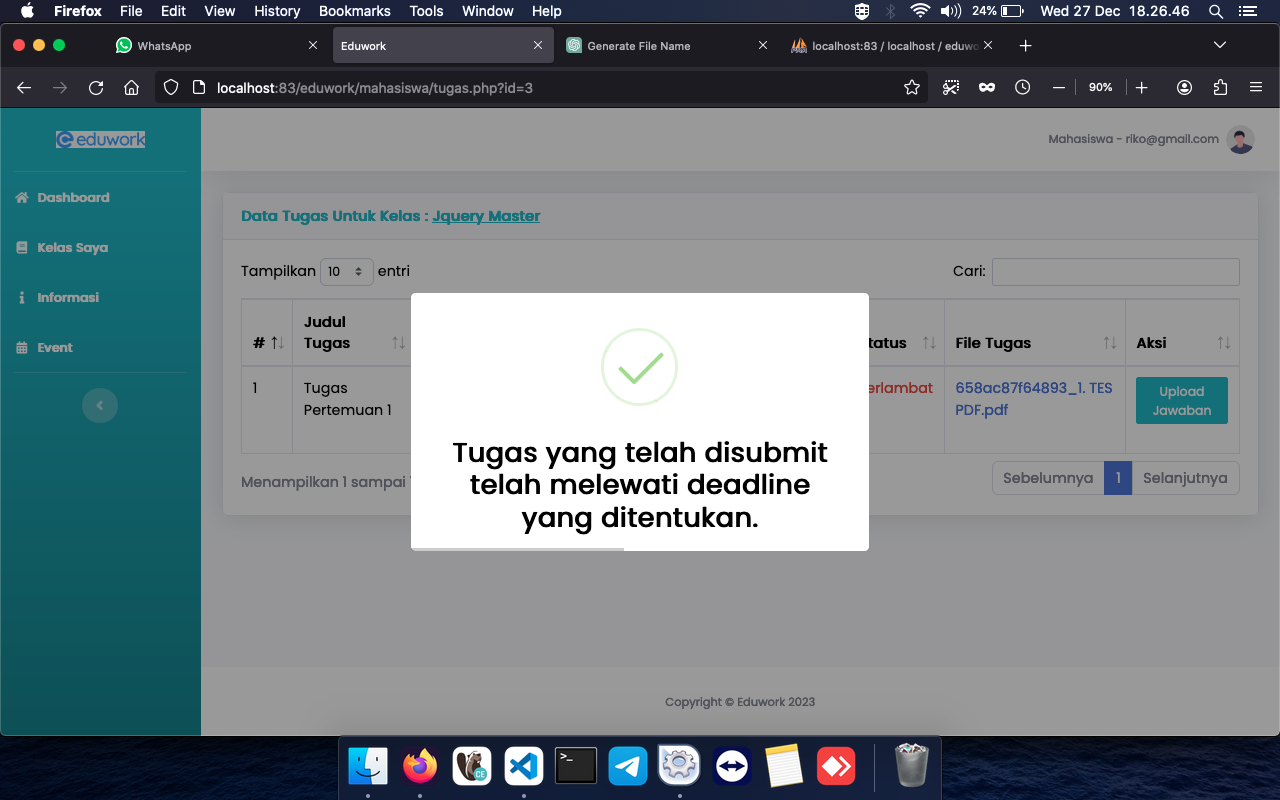 Firefox File Edit View History Bookmarks Tools Window Help 24% Wed 27 Dec 18.26.46
WhatsApp Eduwork Generate File Name localhost:83 / localhost / eduwo
localhost:83/eduwork/mahasiswa/tugas.php?id=3 90%
eduwork
Mahasiswa - riko@gmail.com
Dashboard
Kelas Saya
Informasi
Event
Data Tugas Untuk Kelas : Jquery Master
Tampilkan 10 entri Cari:
# Judul Tugas tatus File Tugas Aksi
1 Tugas Pertemuan 1 erlambat 658ac87f64893_1. TES PDF.pdf Upload Jawaban
Tugas yang telah disubmit
telah melewati deadline
yang ditentukan.
Menampilkan 1 sampai Sebelumnya 1 Selanjutnya
Copyright © Eduwork 2023
>_ CE